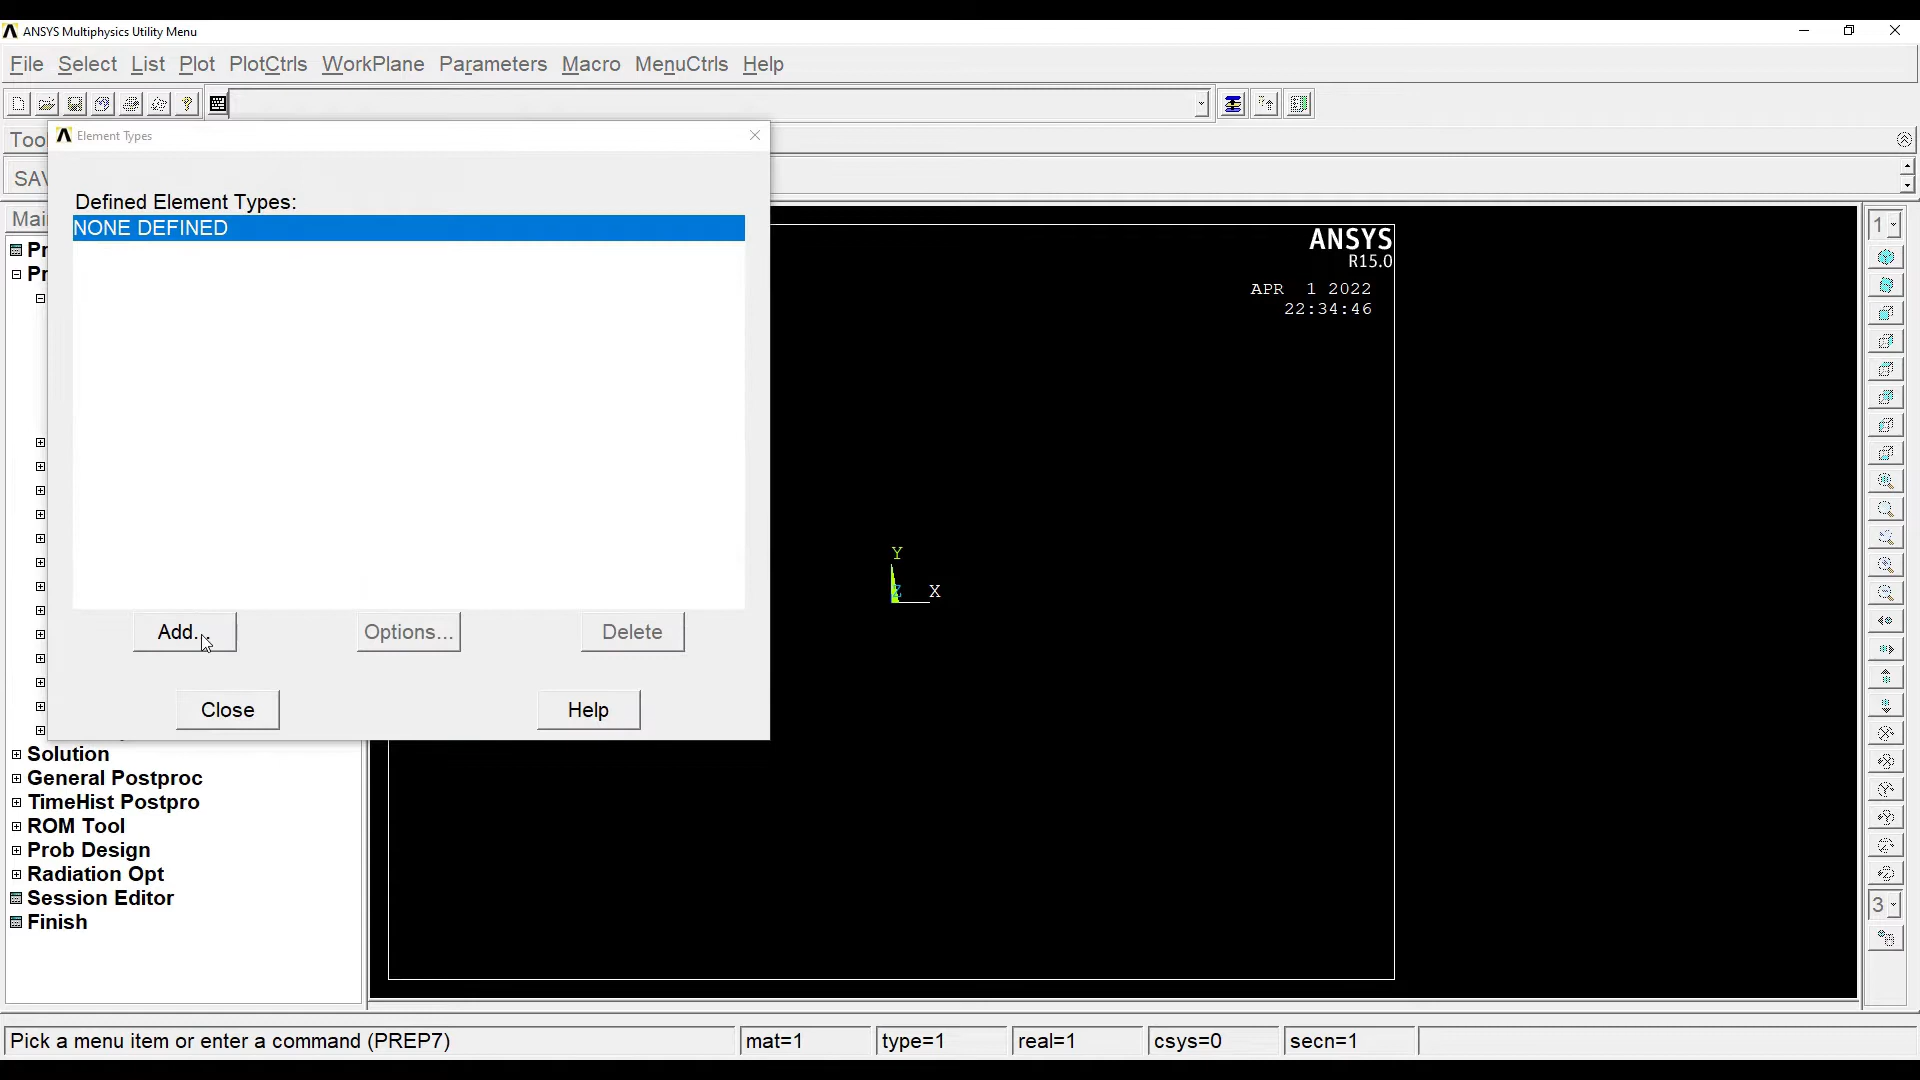 ANSYS Multiphysics Utility Menu
File Select List Plot PlotCtrls WorkPlane Parameters Macro MenuCtrls Help
?
Too
Element Types
SAV
Defined Element Types:
NONE DEFINED
Mai
Pr
Pr
Add...
Options...
Delete
Close
Help
Solution
General Postproc
TimeHist Postpro
ROM Tool
Prob Design
Radiation Opt
Session Editor
Finish
ANSYS
R15.0
APR 1 2022
22:34:46
Y
Z
X
1
3
Pick a menu item or enter a command (PREP7)
mat=1
type=1
real=1
csys=0
secn=1